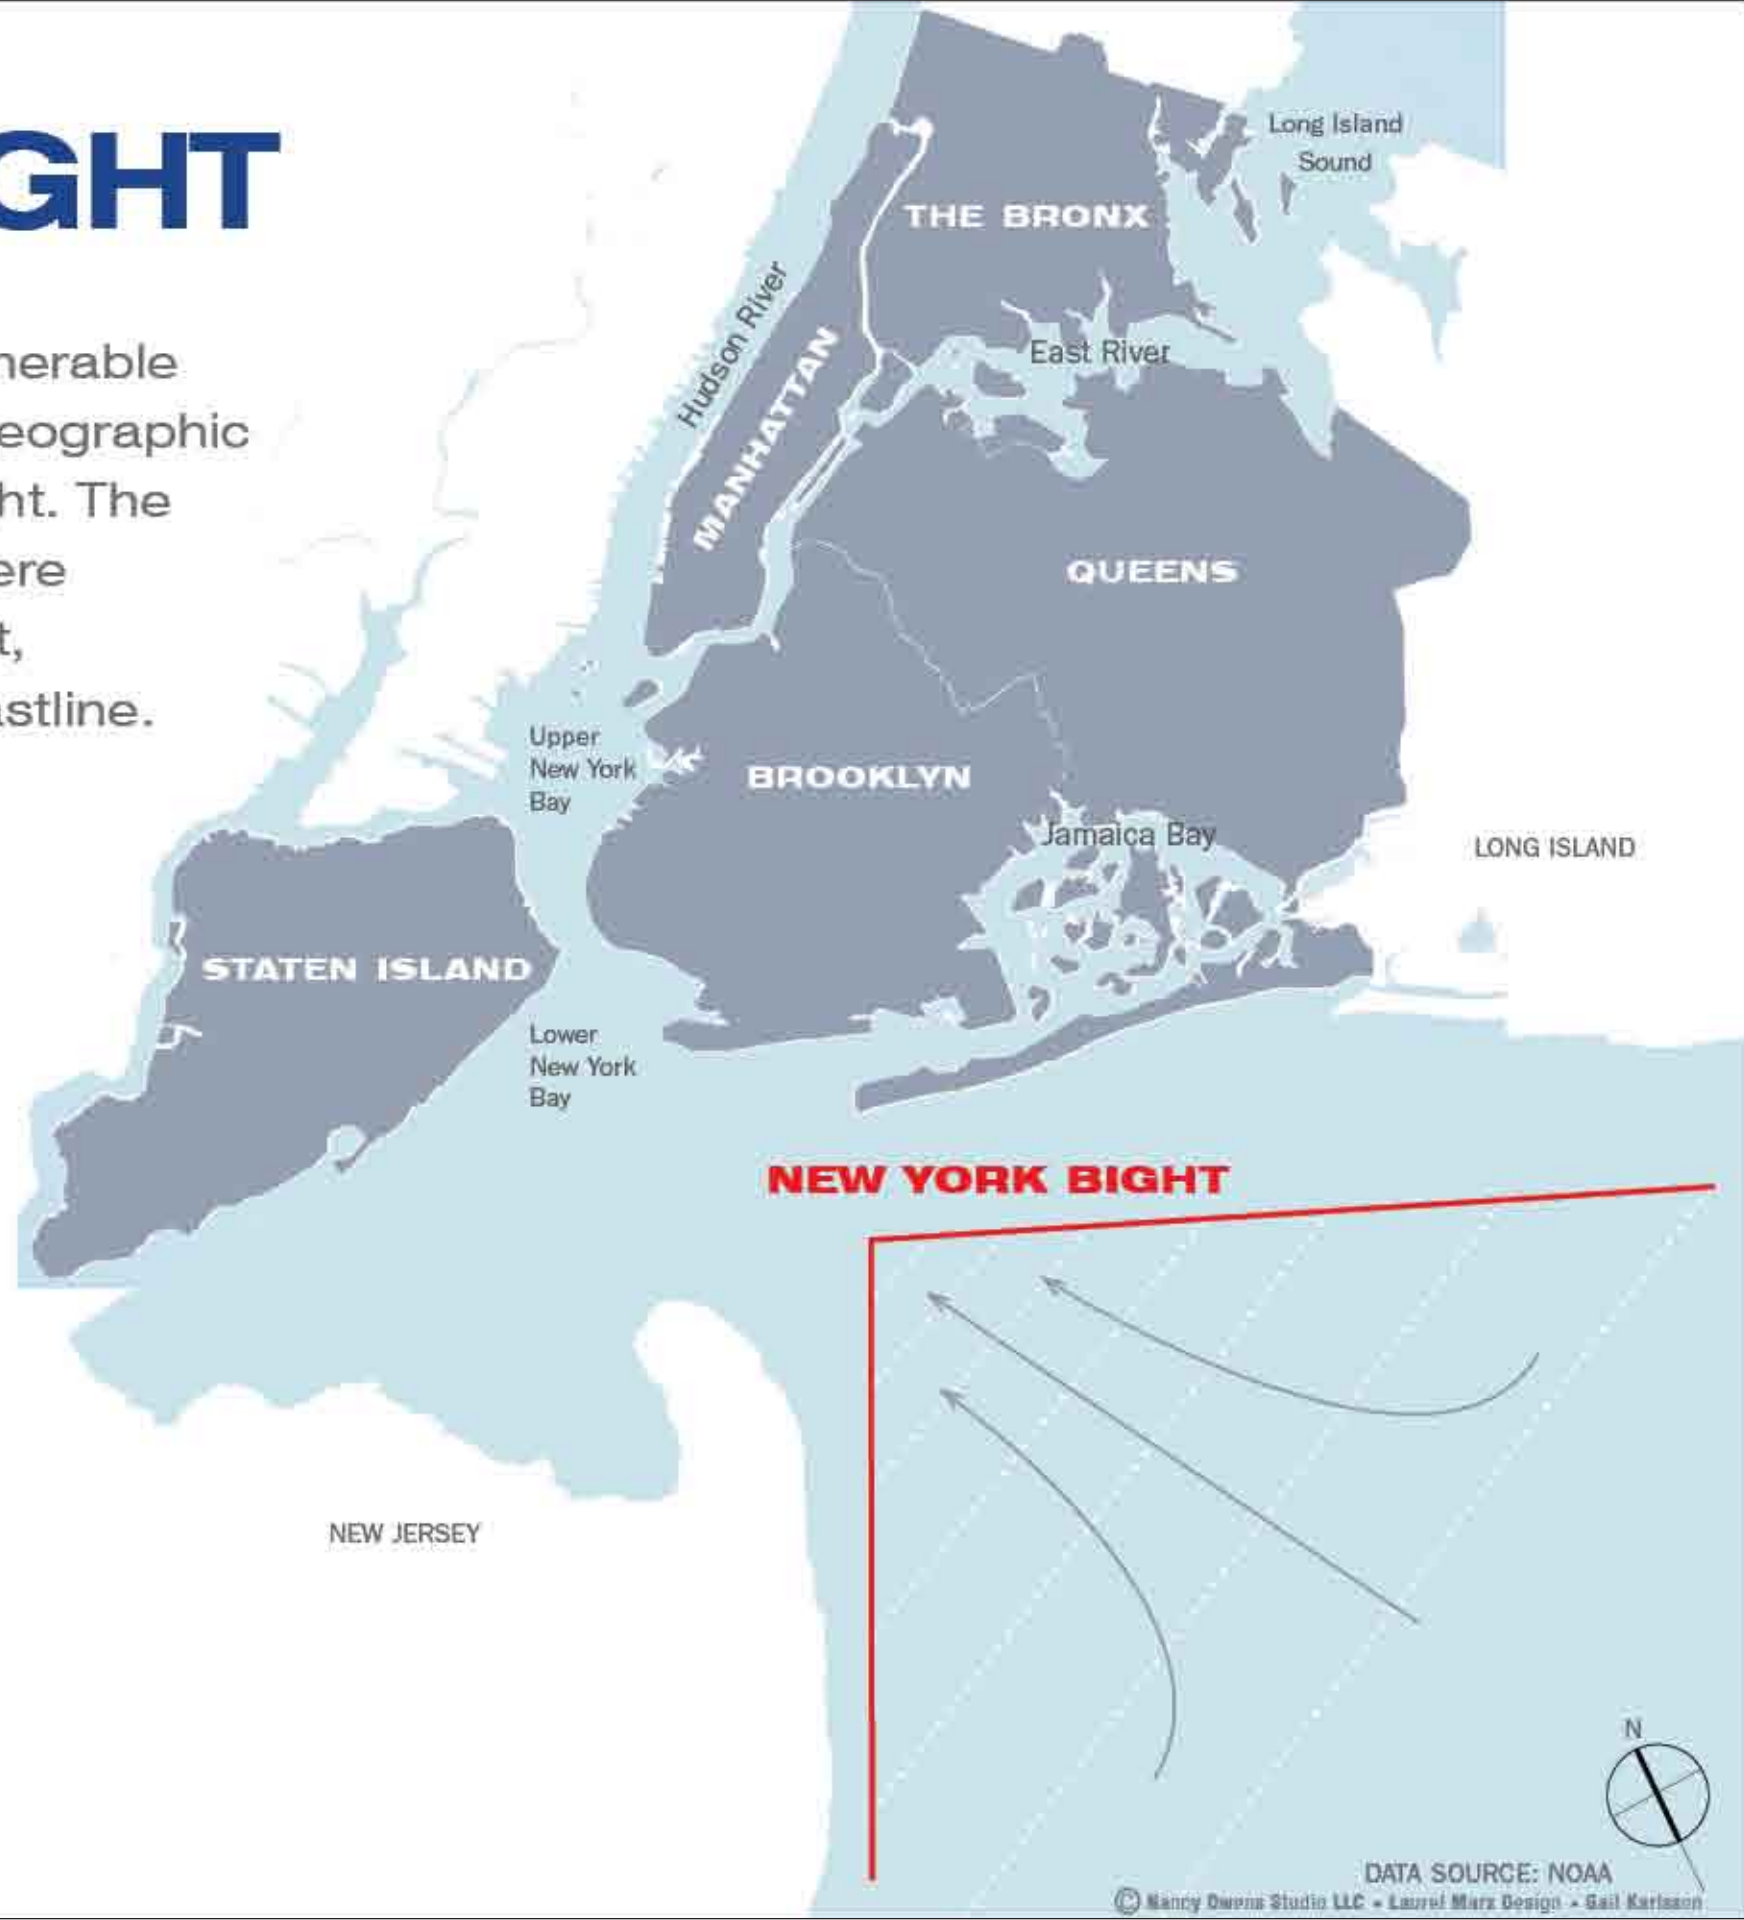 GHT
nerable
eographic
ht. The
ere
t,
astline.
Long Island
Sound
THE BRONX
Hudson River
MANHATTAN
East River
QUEENS
Upper
New York
Bay
BROOKLYN
Jamaica Bay
LONG ISLAND
STATEN ISLAND
Lower
New York
Bay
NEW YORK BIGHT
NEW JERSEY
N
DATA SOURCE: NOAA
© Nancy Owens Studio LLC • Laurel Marx Design • Gail Karlsson